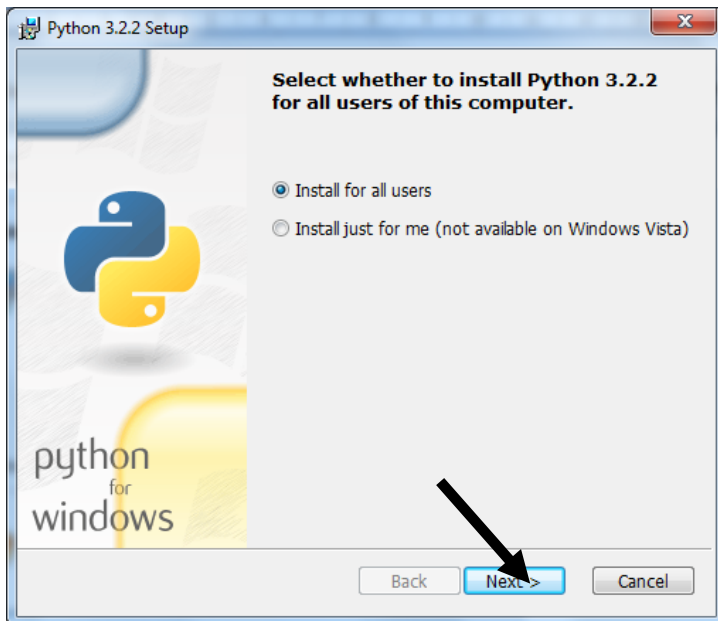 Python 3.2.2 Setup
Select whether to install Python 3.2.2
for all users of this computer.
Install for all users
Install just for me (not available on Windows Vista)
python
for
windows
Back
Next >
Cancel